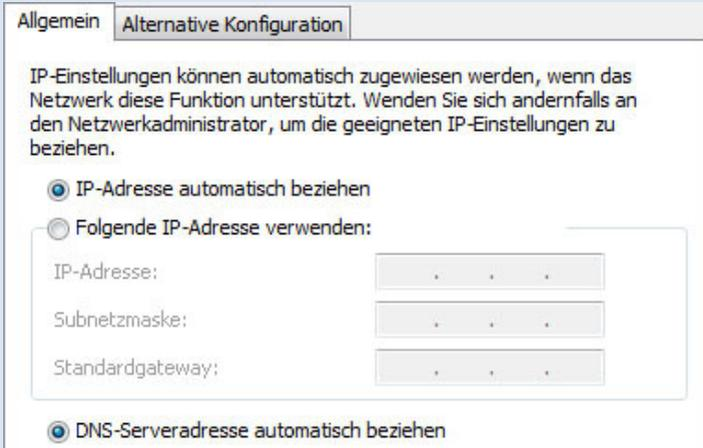 Allgemein
Alternative Konfiguration
IP-Einstellungen können automatisch zugewiesen werden, wenn das
Netzwerk diese Funktion unterstützt. Wenden Sie sich andernfalls an
den Netzwerkadministrator, um die geeigneten IP-Einstellungen zu
beziehen.
IP-Adresse automatisch beziehen
Folgende IP-Adresse verwenden:
IP-Adresse: . . .
Subnetzmaske: . . .
Standardgateway: . . .
DNS-Serveradresse automatisch beziehen